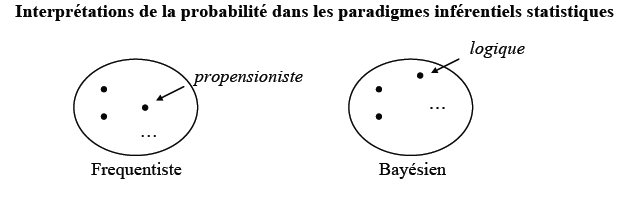 Interprétations de la probabilité dans les paradigmes inférentiels statistiques
logique
propensioniste
...
...
Frequentiste
Bayésien